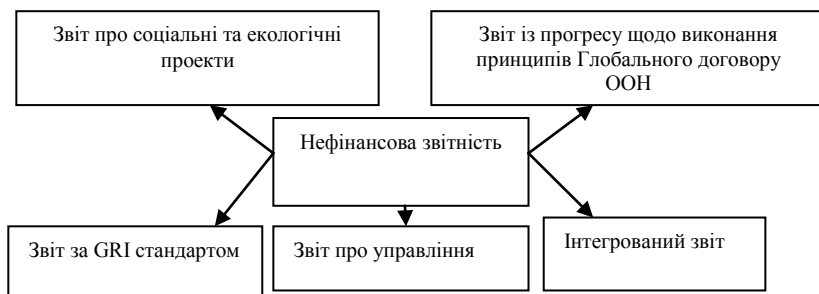 Звіт про соціальні та екологічні
проекти
Звіт із прогресу щодо виконання
принципів Глобального договору
ООН
Нефінансова звітність
Звіт за GRI стандартом
Звіт про управління
Інтегрований звіт